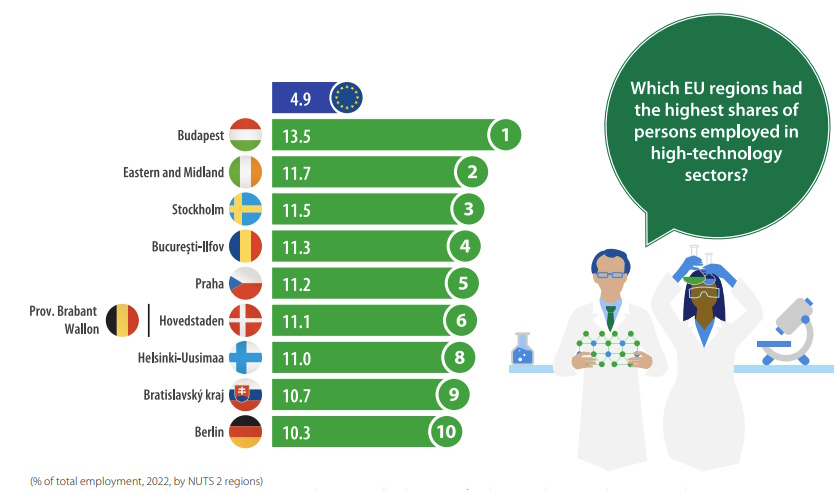 Which EU regions had
the highest shares of
persons employed in
high-technology
sectors?
4.9
Budapest 13.5 1
Eastern and Midland 11.7 2
Stockholm 11.5 3
Bucureşti-Ilfov 11.3 4
Praha 11.2 5
Prov. Brabant
Wallon
Hovedstaden 11.1 6
Helsinki-Uusimaa 11.0 8
Bratislavský kraj 10.7 9
Berlin 10.3 10
(% of total employment, 2022, by NUTS 2 regions)